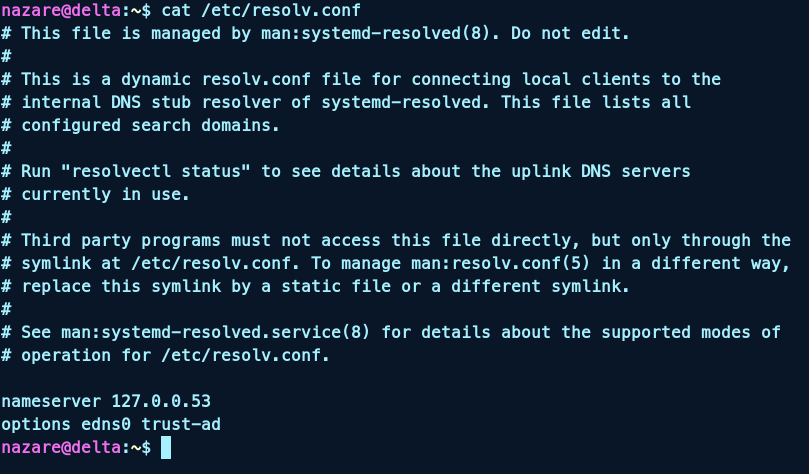 nazare@delta:~$ cat /etc/resolv.conf
# This file is managed by man:systemd-resolved(8). Do not edit.
#
# This is a dynamic resolv.conf file for connecting local clients to the
# internal DNS stub resolver of systemd-resolved. This file lists all
# configured search domains.
#
# Run "resolvectl status" to see details about the uplink DNS servers
# currently in use.
#
# Third party programs must not access this file directly, but only through the
# symlink at /etc/resolv.conf. To manage man:resolv.conf(5) in a different way,
# replace this symlink by a static file or a different symlink.
#
# See man:systemd-resolved.service(8) for details about the supported modes of
# operation for /etc/resolv.conf.

nameserver 127.0.0.53
options edns0 trust-ad
nazare@delta:~$